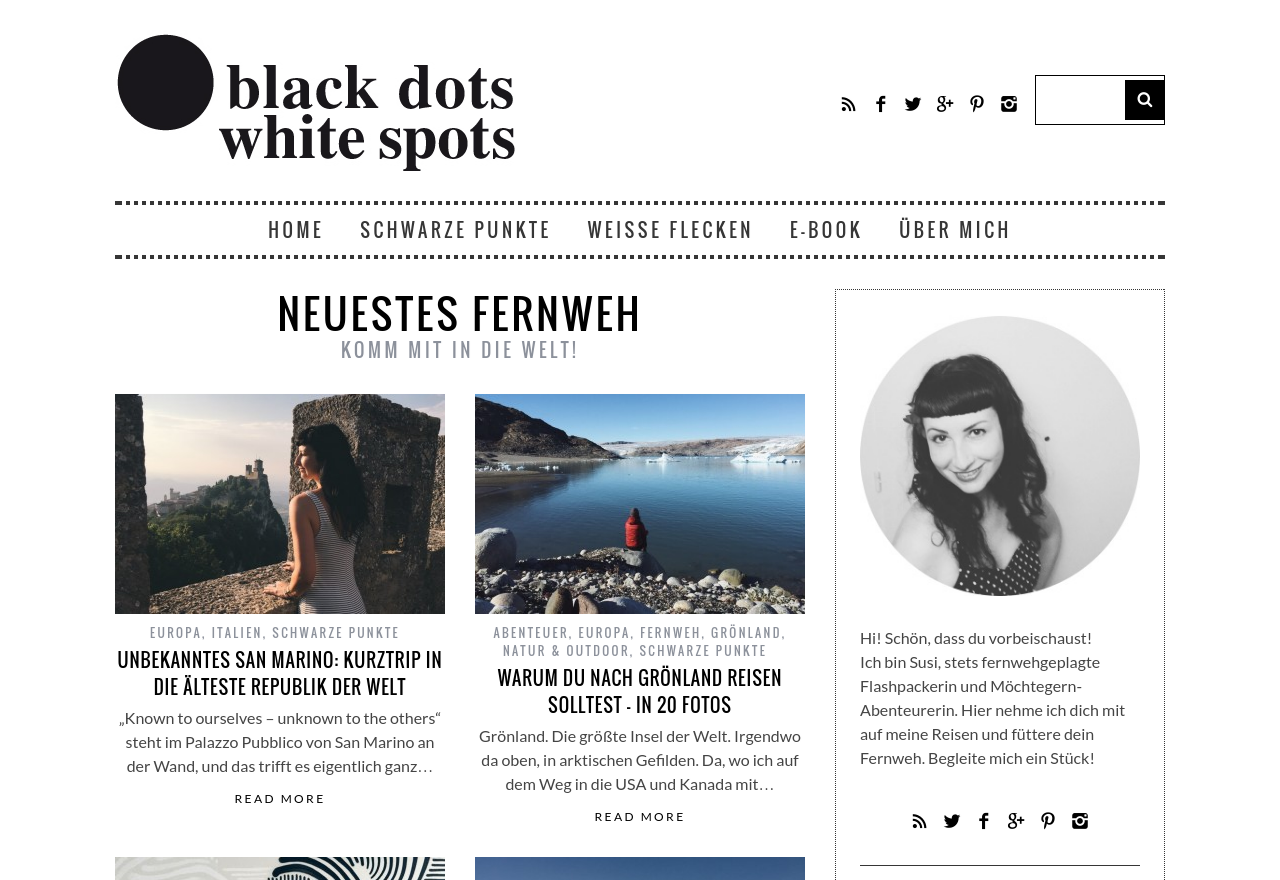 black dots
white spots
HOME SCHWARZE PUNKTE WEISSE FLECKEN E-BOOK ÜBER MICH
NEUESTES FERNWEH
KOMM MIT IN DIE WELT!
EUROPA, ITALIEN, SCHWARZE PUNKTE
UNBEKANNTES SAN MARINO: KURZTRIP IN
DIE ÄLTESTE REPUBLIK DER WELT
„Known to ourselves – unknown to the others“
steht im Palazzo Pubblico von San Marino an
der Wand, und das trifft es eigentlich ganz…
READ MORE
ABENTEUER, EUROPA, FERNWEH, GRÖNLAND,
NATUR & OUTDOOR, SCHWARZE PUNKTE
WARUM DU NACH GRÖNLAND REISEN
SOLLTEST - IN 20 FOTOS
Grönland. Die größte Insel der Welt. Irgendwo
da oben, in arktischen Gefilden. Da, wo ich auf
dem Weg in die USA und Kanada mit…
READ MORE
Hi! Schön, dass du vorbeischaust!
Ich bin Susi, stets fernwehgeplagte
Flashpackerin und Möchtegern-
Abenteurerin. Hier nehme ich dich mit
auf meine Reisen und füttere dein
Fernweh. Begleite mich ein Stück!